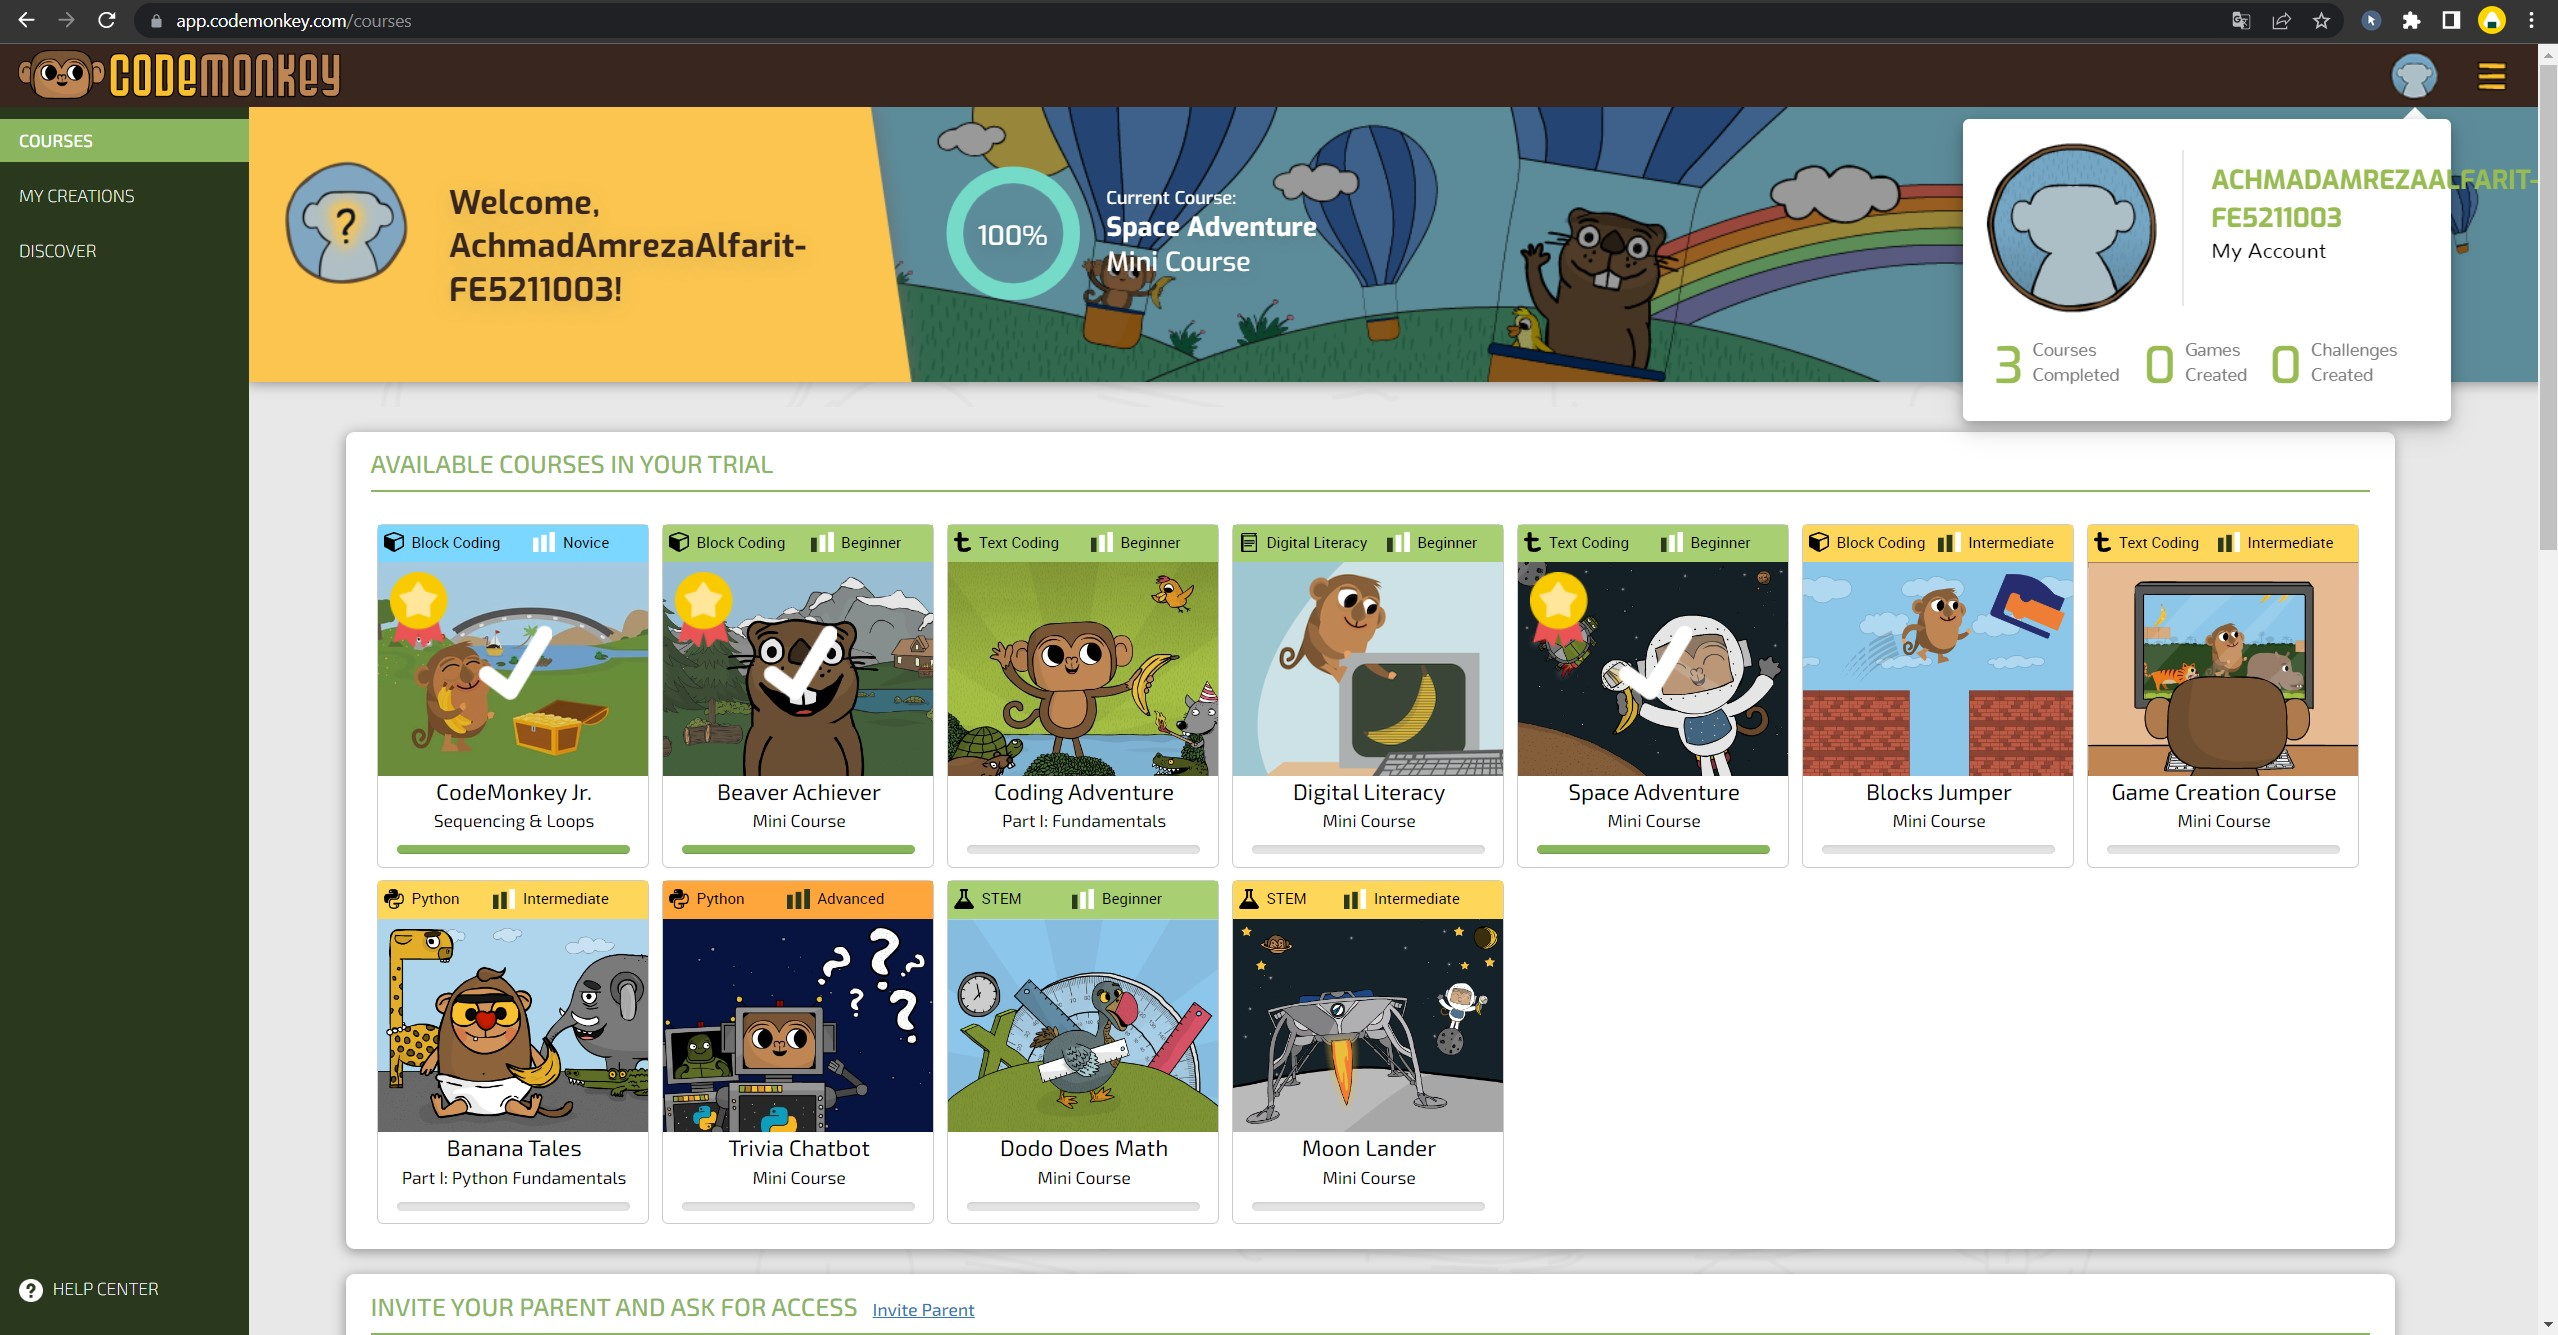 app.codemonkey.com/courses
CODEMONKEY
COURSES
MY CREATIONS
DISCOVER
Welcome,
AchmadAmrezaAlfarit-
FE5211003!
?
100%
Current Course:
Space Adventure
Mini Course
ACHMADAMREZAALFARIT-
FE5211003
My Account
3 Courses Completed
0 Games Created
0 Challenges Created
AVAILABLE COURSES IN YOUR TRIAL
Block Coding Novice
CodeMonkey Jr.
Sequencing & Loops
Block Coding Beginner
Beaver Achiever
Mini Course
Text Coding Beginner
Coding Adventure
Part I: Fundamentals
Digital Literacy Beginner
Digital Literacy
Mini Course
Text Coding Beginner
Space Adventure
Mini Course
Block Coding Intermediate
Blocks Jumper
Mini Course
Text Coding Intermediate
Game Creation Course
Mini Course
Python Intermediate
Banana Tales
Part I: Python Fundamentals
Python Advanced
? ? ? ? ?
Trivia Chatbot
Mini Course
STEM Beginner
Dodo Does Math
Mini Course
STEM Intermediate
Moon Lander
Mini Course
? HELP CENTER
INVITE YOUR PARENT AND ASK FOR ACCESS Invite Parent